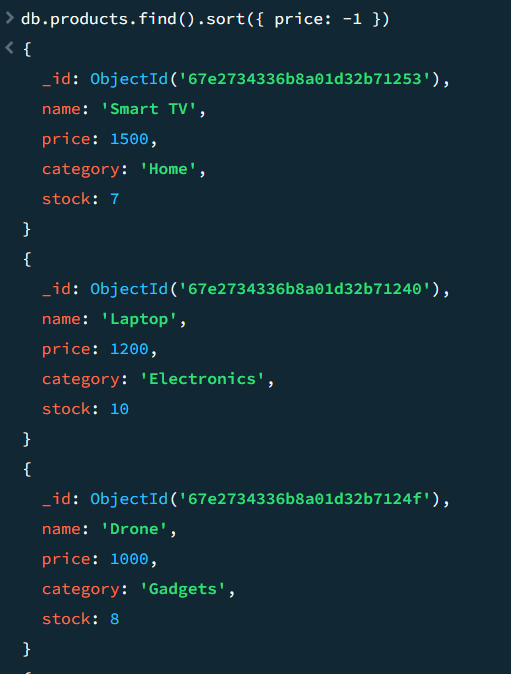 db.products.find().sort({ price: -1 })
{
_id: ObjectId('67e2734336b8a01d32b71253'),
name: 'Smart TV',
price: 1500,
category: 'Home',
stock: 7
}
{
_id: ObjectId('67e2734336b8a01d32b71240'),
name: 'Laptop',
price: 1200,
category: 'Electronics',
stock: 10
}
{
_id: ObjectId('67e2734336b8a01d32b7124f'),
name: 'Drone',
price: 1000,
category: 'Gadgets',
stock: 8
}